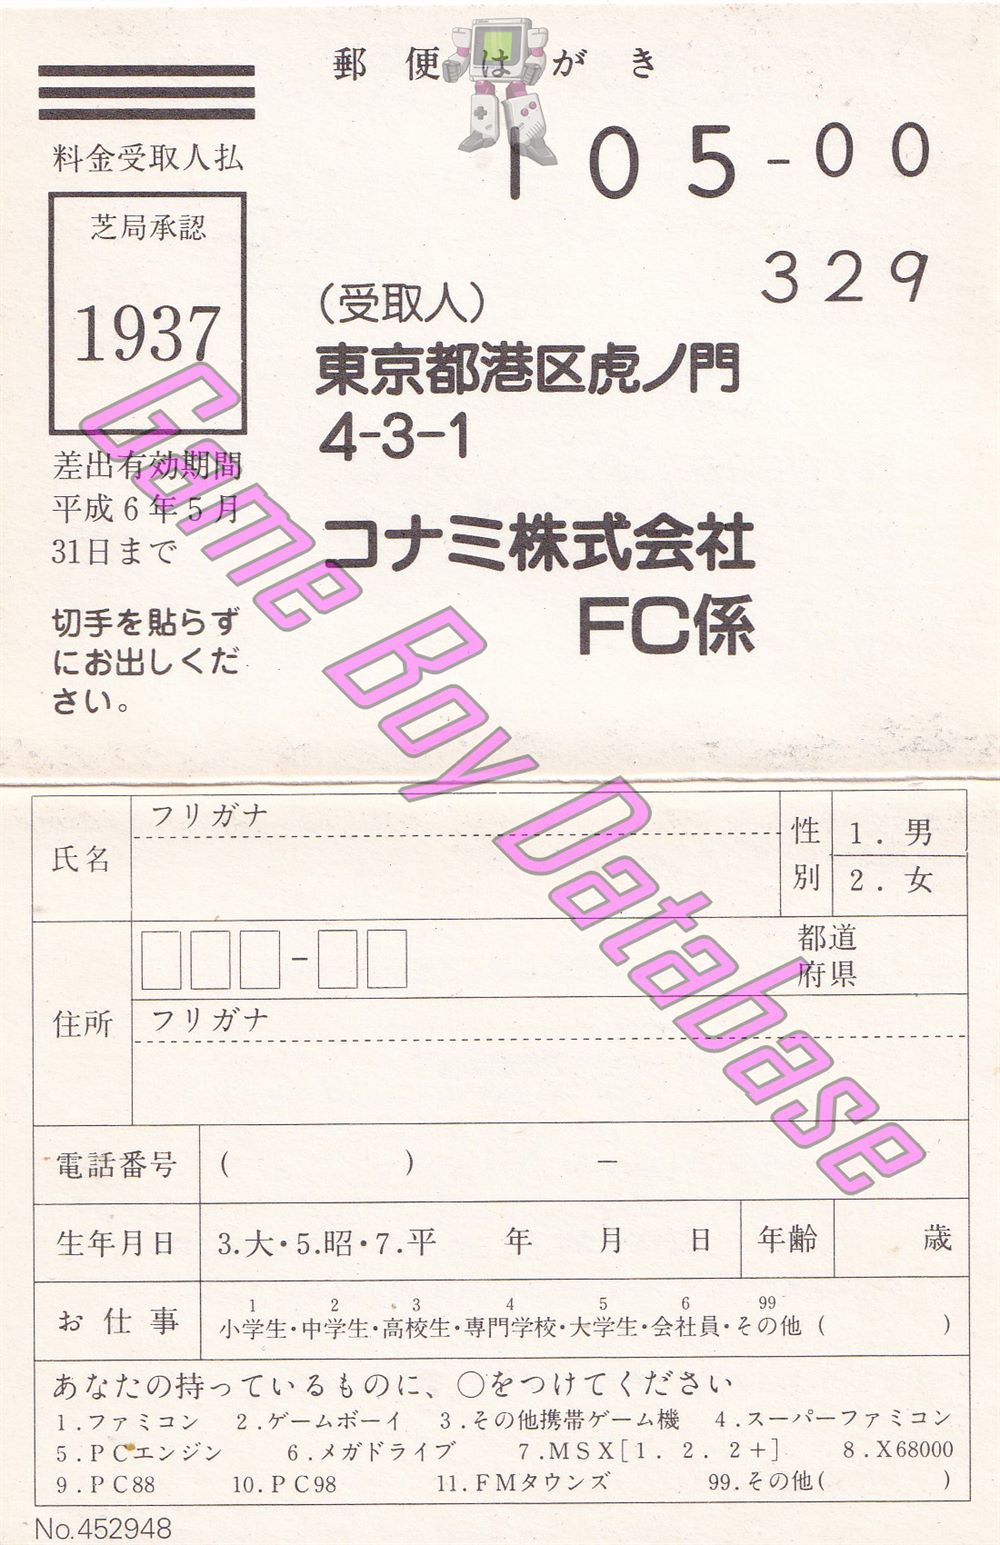 郵便はがき
料金受取人払
芝局承認
1937
差出有効期間
平成6年5月
31日まで
切手を貼らず
にお出しくだ
さい。
105-00
329
(受取人)
東京都港区虎ノ門
4-3-1
コナミ株式会社
FC係
Game Boy Database
氏名
フリガナ
性別
1.男
2.女
住所
-
都道
府県
フリガナ
電話番号 ( ) -
生年月日 3.大・5.昭・7.平 年 月 日 年齢 歳
お仕事
1 2 3 4 5 6 99
小学生・中学生・高校生・専門学校・大学生・会社員・その他 ( )
あなたの持っているものに、○をつけてください
1.ファミコン 2.ゲームボーイ 3.その他携帯ゲーム機 4.スーパーファミコン
5.PCエンジン 6.メガドライブ 7.MSX[1.2.2+] 8.X68000
9.PC88 10.PC98 11.FMタウンズ 99.その他( )
No.452948